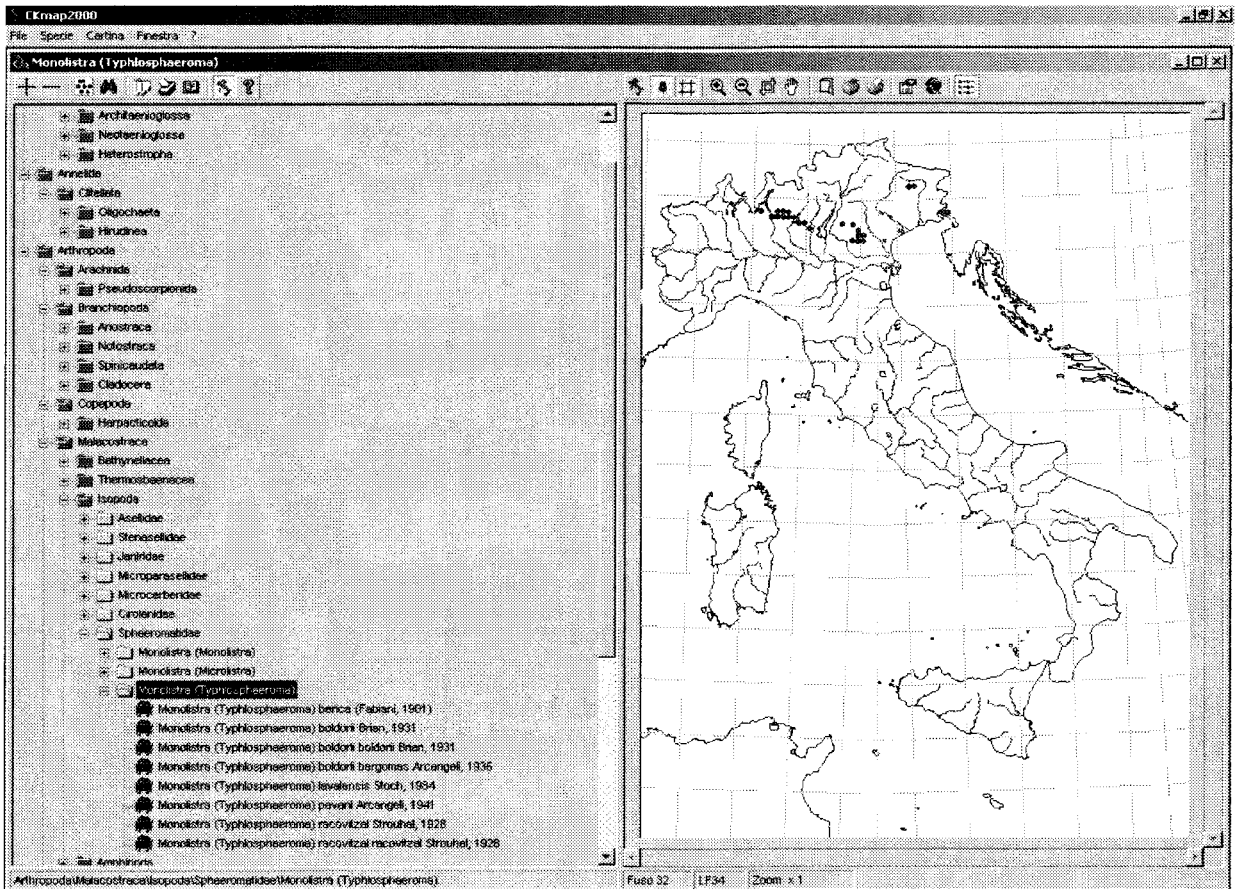 CKmap2000
File Specie Cartina Finestra ?
Monolistra (Typhlosphaeroma)
Architaenioglossa
Neotaenioglossa
Heterostropha
Annelida
Clitellata
Oligochaeta
Hirudinea
Arthropoda
Arachnida
Pseudoscorpionida
Branchiopoda
Anostraca
Notostraca
Spinicaudata
Cladocera
Copepoda
Harpacticoida
Malacostraca
Bathynellacea
Thermosbaenacea
Isopoda
Asellidae
Stenasellidae
Janiridae
Microparasellidae
Microcerberidae
Cirolanidae
Sphaeromatidae
Monolistra (Monolistra)
Monolistra (Microlistra)
Monolistra (Typhlosphaeroma)
Monolistra (Typhlosphaeroma) berica (Fabiani, 1901)
Monolistra (Typhlosphaeroma) boldorii Brian, 1931
Monolistra (Typhlosphaeroma) boldorii boldorii Brian, 1931
Monolistra (Typhlosphaeroma) boldorii bergomas Arcangeli, 1936
Monolistra (Typhlosphaeroma) lavalensis Stoch, 1984
Monolistra (Typhlosphaeroma) pavani Arcangeli, 1941
Monolistra (Typhlosphaeroma) racovitzai Strouhal, 1928
Monolistra (Typhlosphaeroma) racovitzai racovitzai Strouhal, 1928
Amphipoda
Arthropoda\Malacostraca\Isopoda\Sphaeromatidae\Monolistra (Typhlosphaeroma)
Fuso 32 LF34 Zoom x 1